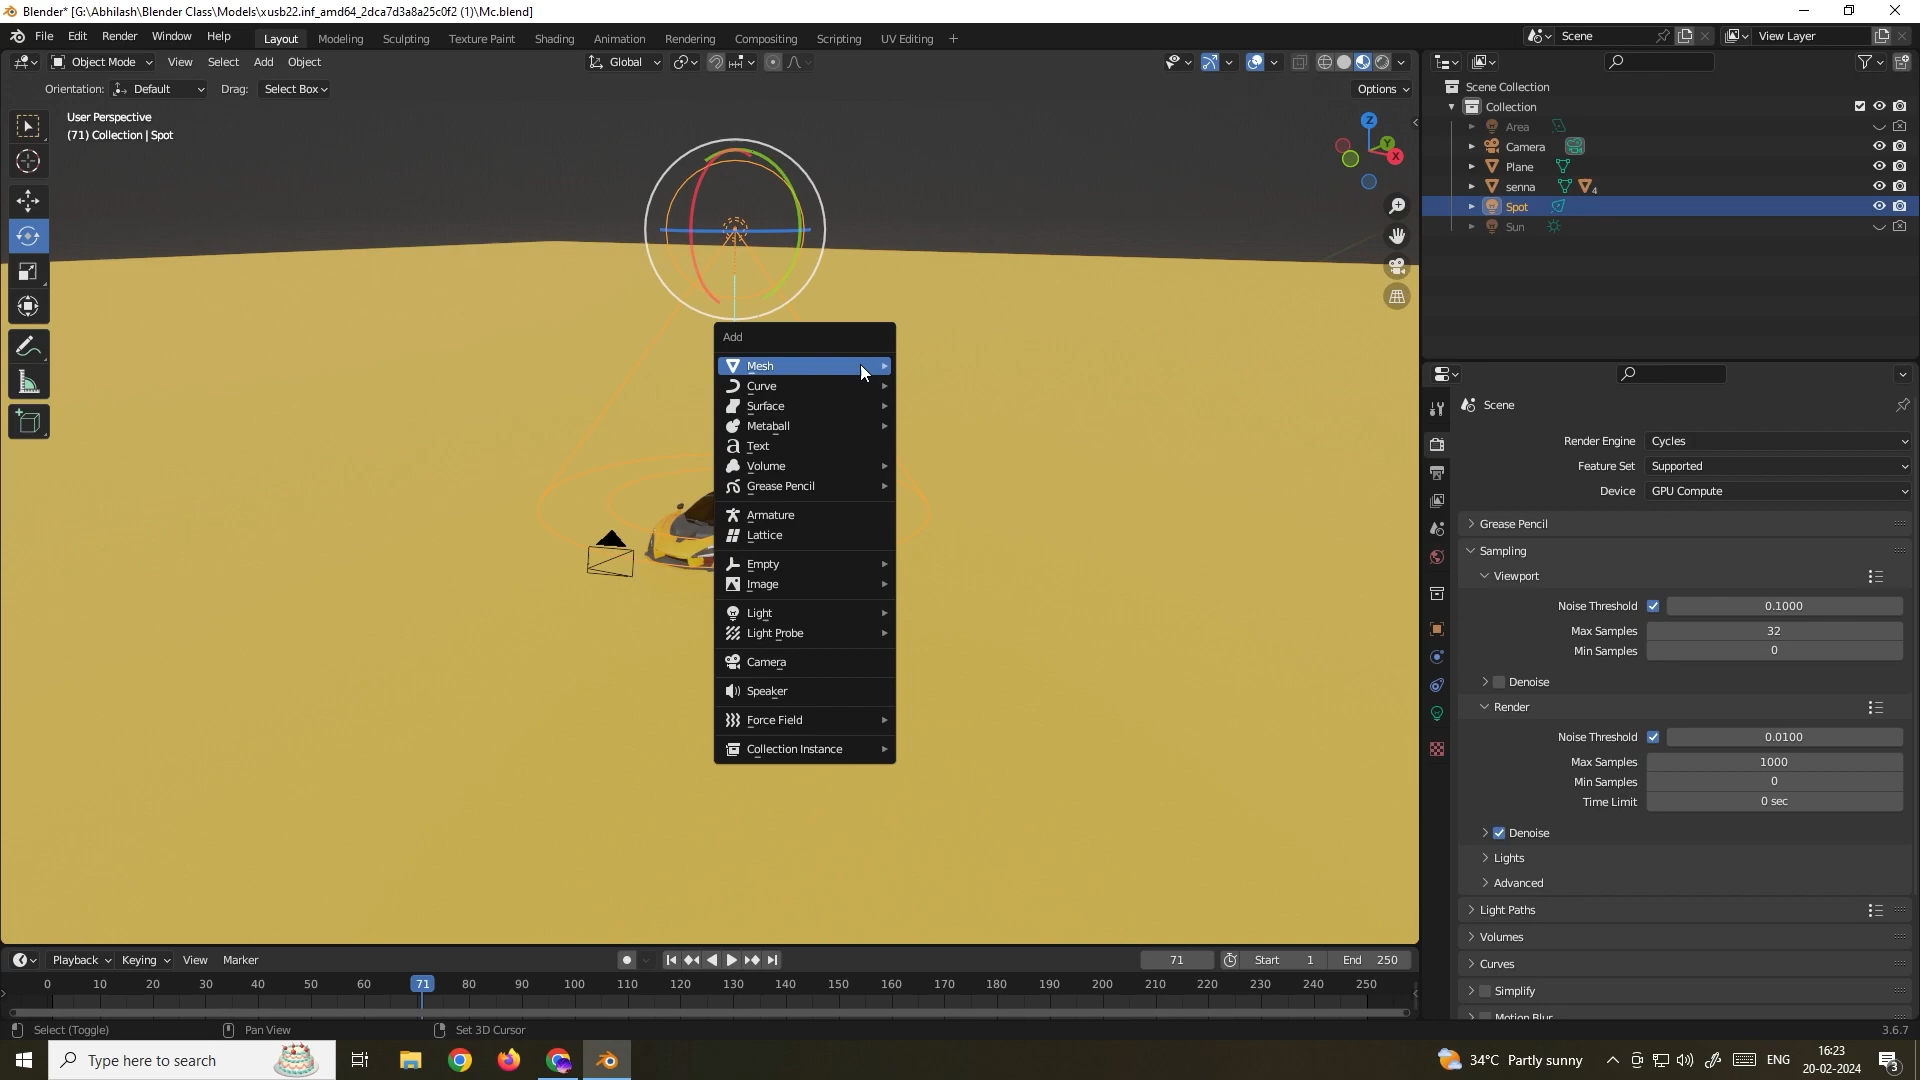 Blender* [G:\Abhilash\Blender Class\Models\xusb22.inf_amd64_2dca7d3a8a25c0f2 (1)\Mc.blend]
File Edit Render Window Help Layout Modeling Sculpting Texture Paint UV Editing Shading Animation Rendering Compositing Scripting UV Editing + Scene View Layer
Object Mode View Select Add Object Global
Orientation: Default Drag: Select Box Options
User Perspective
(71) Collection | Spot
Z
Y
X
Scene Collection
Collection
Area
Camera
Plane
senna 4
Spot
Sun
Add
Mesh
Curve
Surface
Metaball
Text
Volume
Grease Pencil
Armature
Lattice
Empty
Image
Light
Light Probe
Camera
Speaker
Force Field
Collection Instance
Scene
Render Engine Cycles
Feature Set Supported
Device GPU Compute
Grease Pencil
Sampling
Viewport
Noise Threshold 0.1000
Max Samples 32
Min Samples 0
Denoise
Render
Noise Threshold 0.0100
Max Samples 1000
Min Samples 0
Time Limit 0 sec
Denoise
Lights
Advanced
Light Paths
Volumes
Curves
Simplify
Motion Blur
Playback Keying View Marker 71 Start 1 End 250
0 10 20 30 40 50 60 71 80 90 100 110 120 130 140 150 160 170 180 190 200 210 220 230 240 250
Select (Toggle) Pan View Set 3D Cursor 3.6.7
Type here to search 34°C Partly sunny ENG 16:23
20-02-2024 3